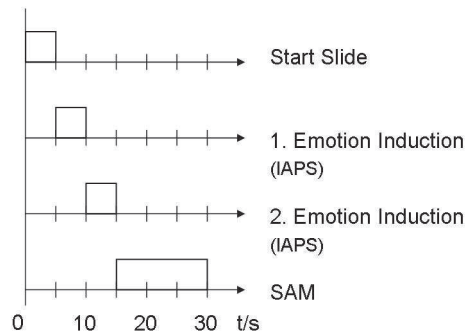 Start Slide
1. Emotion Induction
(IAPS)
2. Emotion Induction
(IAPS)
SAM
0 10 20 30 t/s